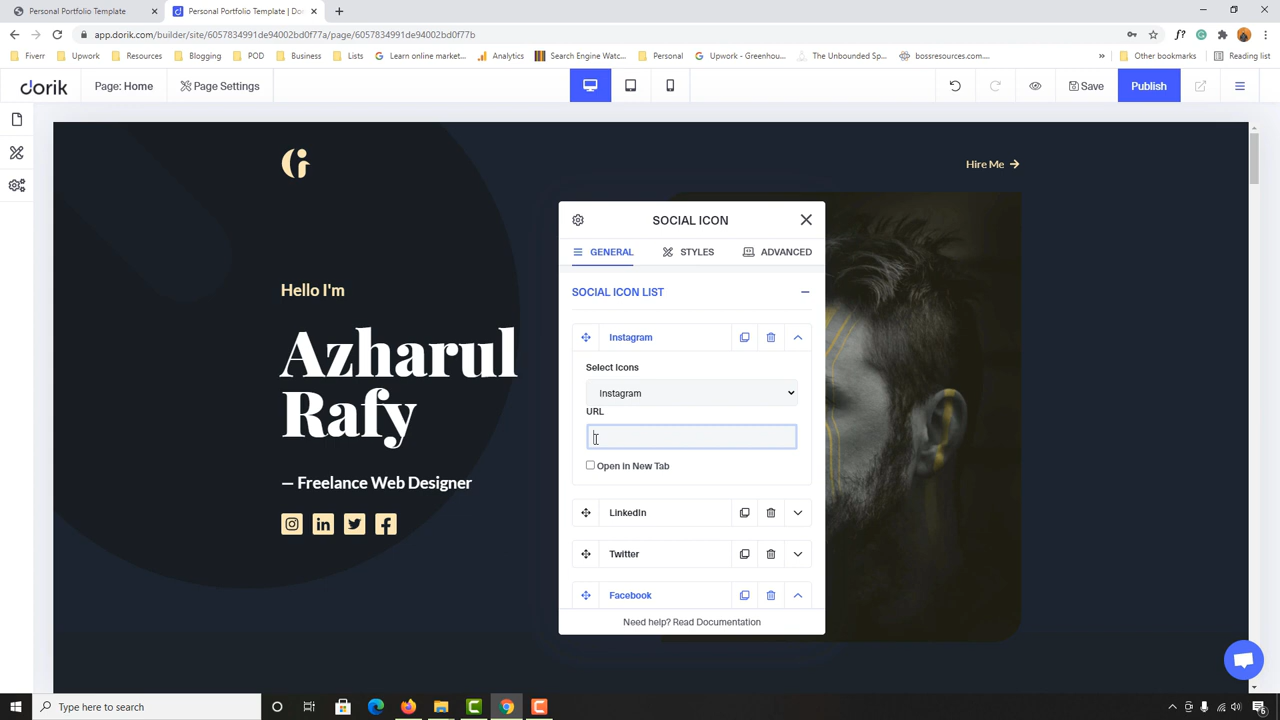 Personal Portfolio Template
Personal Portfolio Template | D
app.dorik.com/builder/site/6057834991de94002bd0f77a/page/6057834991de94002bd0f77b
Fiverr
Upwork
Resources
Blogging
POD
Business
Lists
Learn online market...
Analytics
Search Engine Watc...
Personal
Upwork - Greenhou...
The Unbounded Sp...
bossresources.com....
Other bookmarks
Reading list
dorik
Page: Home
Page Settings
Save
Publish
Hire Me
Hello I'm
Azharul
Rafy
— Freelance Web Designer
SOCIAL ICON
GENERAL
STYLES
ADVANCED
SOCIAL ICON LIST
Instagram
Select Icons
Instagram
URL
Open in New Tab
LinkedIn
Twitter
Facebook
Need help? Read Documentation
Type here to search